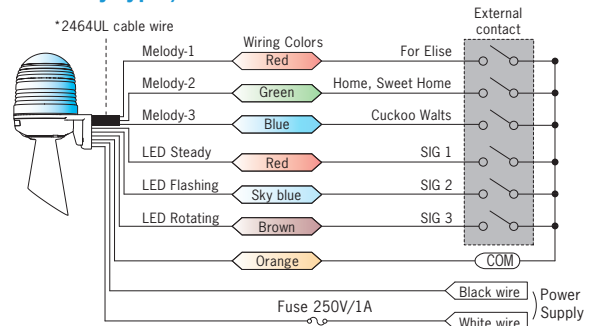 *2464UL cable wire
External
contact
Wiring Colors
Melody-1 Red For Elise
Melody-2 Green Home, Sweet Home
Melody-3 Blue Cuckoo Walts
LED Steady Red SIG 1
LED Flashing Sky blue SIG 2
LED Rotating Brown SIG 3
Orange COM
Black wire
Fuse 250V/1A
White wire
Power
Supply